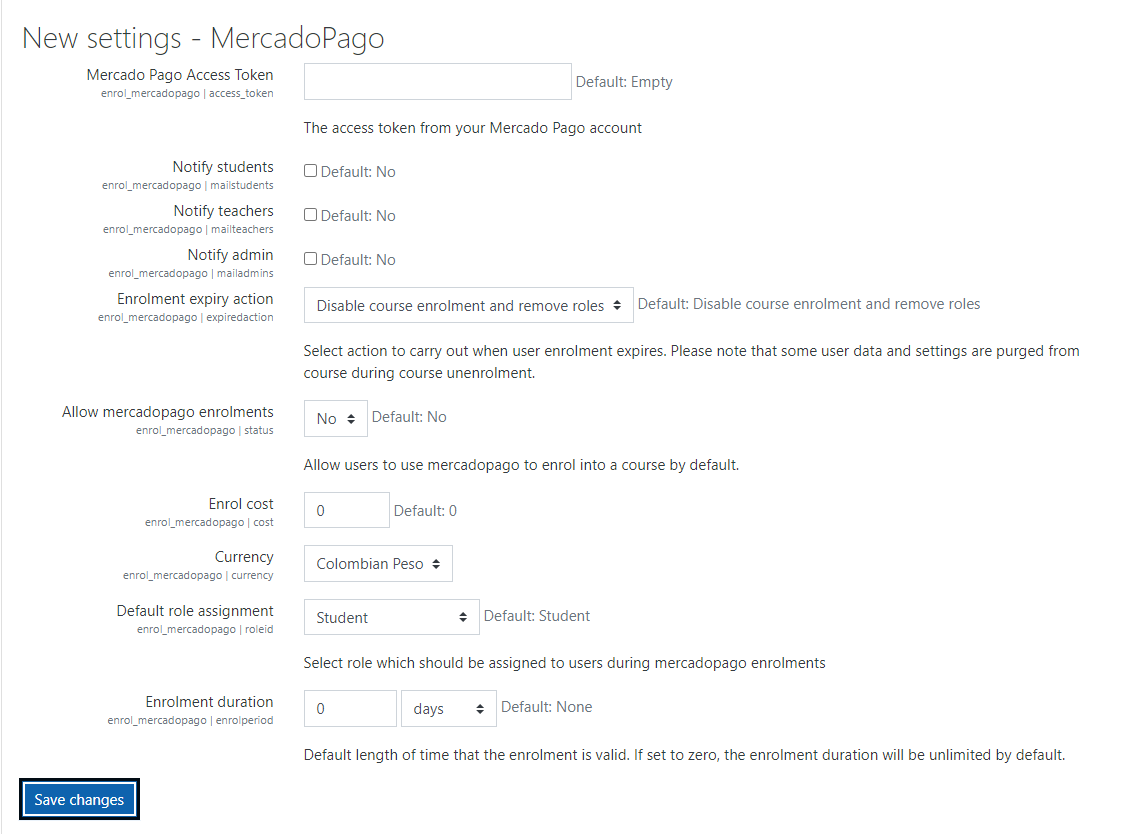 New settings - MercadoPago
Mercado Pago Access Token
enrol_mercadopago | access_token
Default: Empty
The access token from your Mercado Pago account
Notify students
enrol_mercadopago | mailstudents
Default: No
Notify teachers
enrol_mercadopago | mailteachers
Default: No
Notify admin
enrol_mercadopago | mailadmins
Default: No
Enrolment expiry action
enrol_mercadopago | expiredaction
Disable course enrolment and remove roles
Default: Disable course enrolment and remove roles
Select action to carry out when user enrolment expires. Please note that some user data and settings are purged from
course during course unenrolment.
Allow mercadopago enrolments
enrol_mercadopago | status
No
Default: No
Allow users to use mercadopago to enrol into a course by default.
Enrol cost
enrol_mercadopago | cost
0
Default: 0
Currency
enrol_mercadopago | currency
Colombian Peso
Default role assignment
enrol_mercadopago | roleid
Student
Default: Student
Select role which should be assigned to users during mercadopago enrolments
Enrolment duration
enrol_mercadopago | enrolperiod
0
days
Default: None
Default length of time that the enrolment is valid. If set to zero, the enrolment duration will be unlimited by default.
Save changes